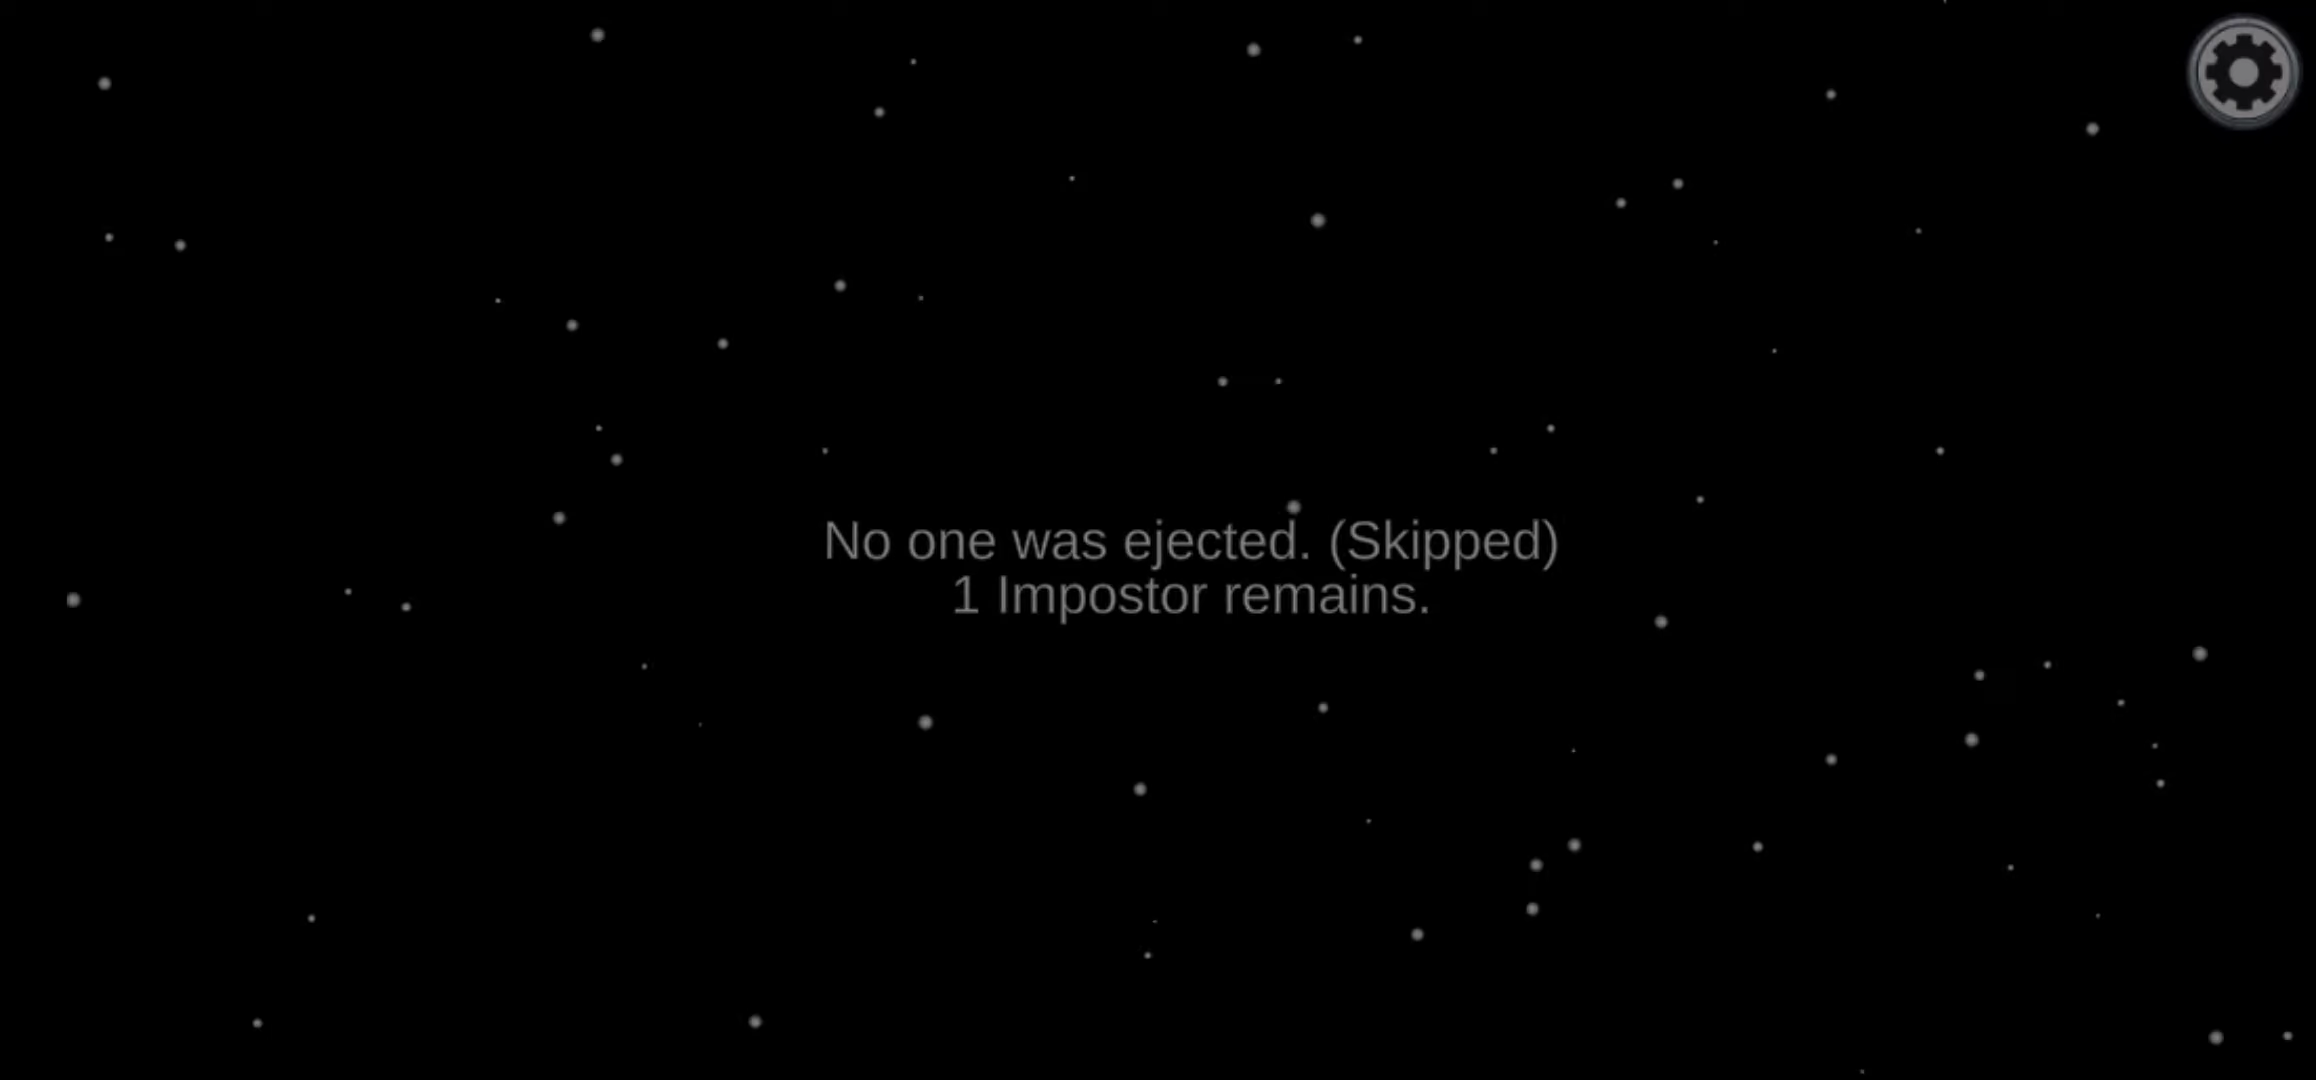 No one was ejected. (Skipped)
1 Impostor remains.